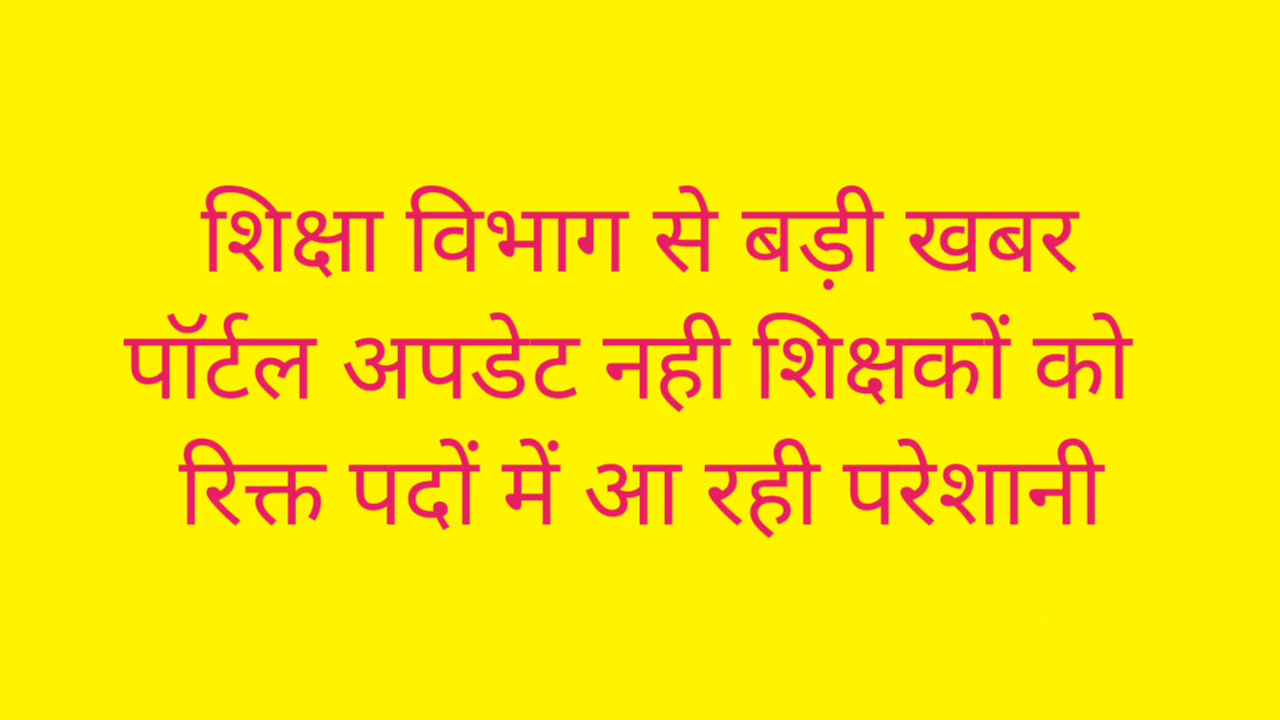 शिक्षा विभाग से बड़ी खबर
पॉर्टल अपडेट नही शिक्षकों को
रिक्त पदों में आ रही परेशानी